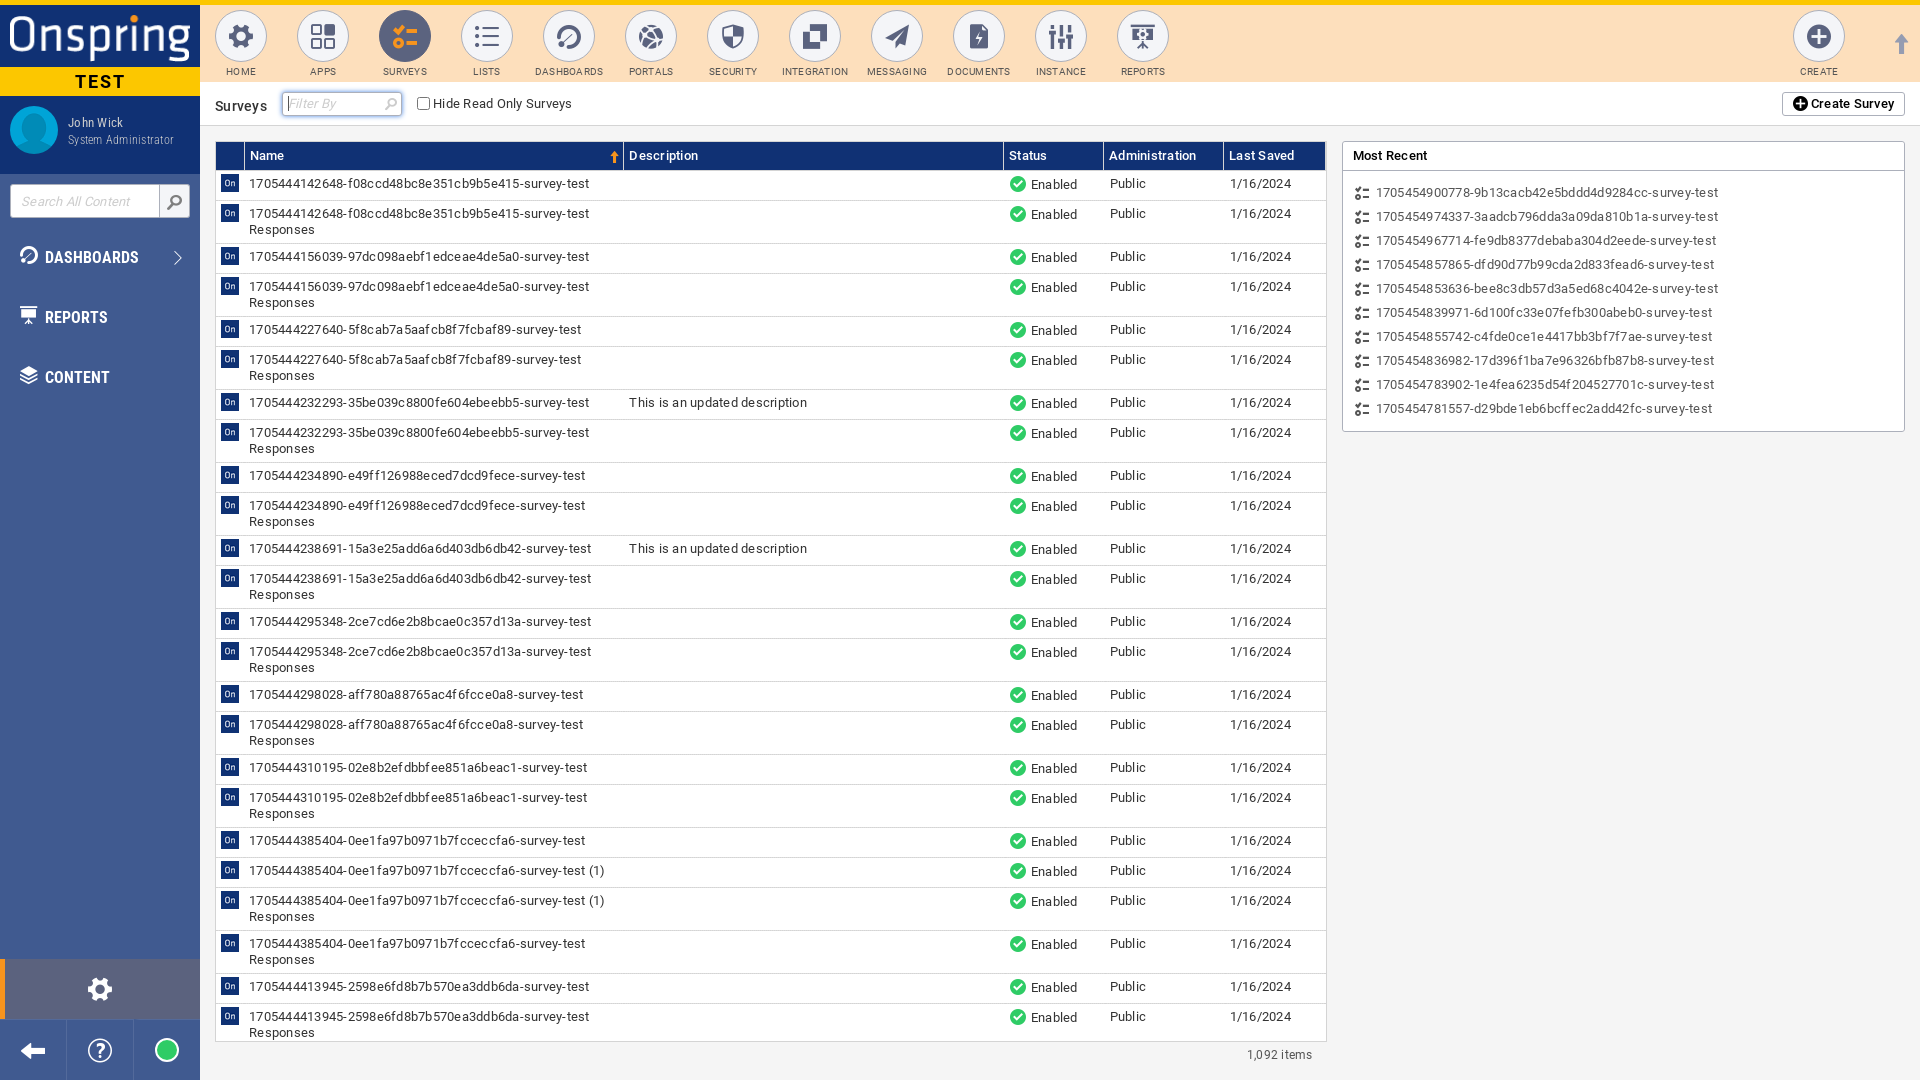 Onspring
TEST
John Wick
System Administrator
Search All Content
DASHBOARDS
REPORTS
CONTENT
HOME
APPS
SURVEYS
LISTS
DASHBOARDS
PORTALS
SECURITY
INTEGRATION
MESSAGING
DOCUMENTS
INSTANCE
REPORTS
CREATE
Surveys
Filter By
Hide Read Only Surveys
Create Survey
Name Description Status Administration Last Saved
On 1705444142648-f08ccd48bc8e351cb9b5e415-survey-test Enabled Public 1/16/2024
On 1705444142648-f08ccd48bc8e351cb9b5e415-survey-test Enabled Public 1/16/2024
Responses
On 1705444156039-97dc098aebf1edceae4de5a0-survey-test Enabled Public 1/16/2024
On 1705444156039-97dc098aebf1edceae4de5a0-survey-test Enabled Public 1/16/2024
Responses
On 1705444227640-5f8cab7a5aafcb8f7fcbaf89-survey-test Enabled Public 1/16/2024
On 1705444227640-5f8cab7a5aafcb8f7fcbaf89-survey-test Enabled Public 1/16/2024
Responses
On 1705444232293-35be039c8800fe604ebeebb5-survey-test This is an updated description Enabled Public 1/16/2024
On 1705444232293-35be039c8800fe604ebeebb5-survey-test Enabled Public 1/16/2024
Responses
On 1705444234890-e49ff126988eced7dcd9fece-survey-test Enabled Public 1/16/2024
On 1705444234890-e49ff126988eced7dcd9fece-survey-test Enabled Public 1/16/2024
Responses
On 1705444238691-15a3e25add6a6d403db6db42-survey-test This is an updated description Enabled Public 1/16/2024
On 1705444238691-15a3e25add6a6d403db6db42-survey-test Enabled Public 1/16/2024
Responses
On 1705444295348-2ce7cd6e2b8bcae0c357d13a-survey-test Enabled Public 1/16/2024
On 1705444295348-2ce7cd6e2b8bcae0c357d13a-survey-test Enabled Public 1/16/2024
Responses
On 1705444298028-aff780a88765ac4f6fcce0a8-survey-test Enabled Public 1/16/2024
On 1705444298028-aff780a88765ac4f6fcce0a8-survey-test Enabled Public 1/16/2024
Responses
On 1705444310195-02e8b2efdbbfee851a6beac1-survey-test Enabled Public 1/16/2024
On 1705444310195-02e8b2efdbbfee851a6beac1-survey-test Enabled Public 1/16/2024
Responses
On 1705444385404-0ee1fa97b0971b7fcceccfa6-survey-test Enabled Public 1/16/2024
On 1705444385404-0ee1fa97b0971b7fcceccfa6-survey-test (1) Enabled Public 1/16/2024
On 1705444385404-0ee1fa97b0971b7fcceccfa6-survey-test (1) Enabled Public 1/16/2024
Responses
On 1705444385404-0ee1fa97b0971b7fcceccfa6-survey-test Enabled Public 1/16/2024
Responses
On 1705444413945-2598e6fd8b7b570ea3ddb6da-survey-test Enabled Public 1/16/2024
On 1705444413945-2598e6fd8b7b570ea3ddb6da-survey-test Enabled Public 1/16/2024
Responses
1,092 items
Most Recent
1705454900778-9b13cacb42e5bddd4d9284cc-survey-test
1705454974337-3aadcb796dda3a09da810b1a-survey-test
1705454967714-fe9db8377debaba304d2eede-survey-test
1705454857865-dfd90d77b99cda2d833fead6-survey-test
1705454853636-bee8c3db57d3a5ed68c4042e-survey-test
1705454839971-6d100fc33e07fefb300abeb0-survey-test
1705454855742-c4fde0ce1e4417bb3bf7f7ae-survey-test
1705454836982-17d396f1ba7e96326bfb87b8-survey-test
1705454783902-1e4fea6235d54f204527701c-survey-test
1705454781557-d29bde1eb6bcffec2add42fc-survey-test